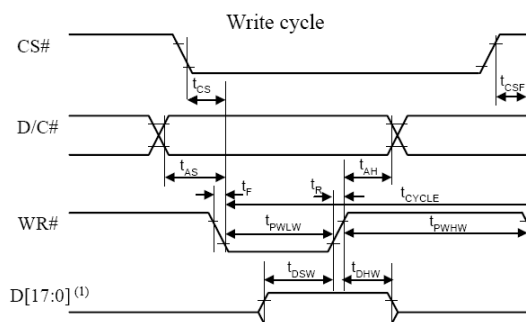 Write cycle
CS#
tCS
tCSF
D/C#
tAS
tF
tR
tAH
tCYCLE
WR#
tPWLW
tPWHW
tDSW
tDHW
D[17:0] (1)